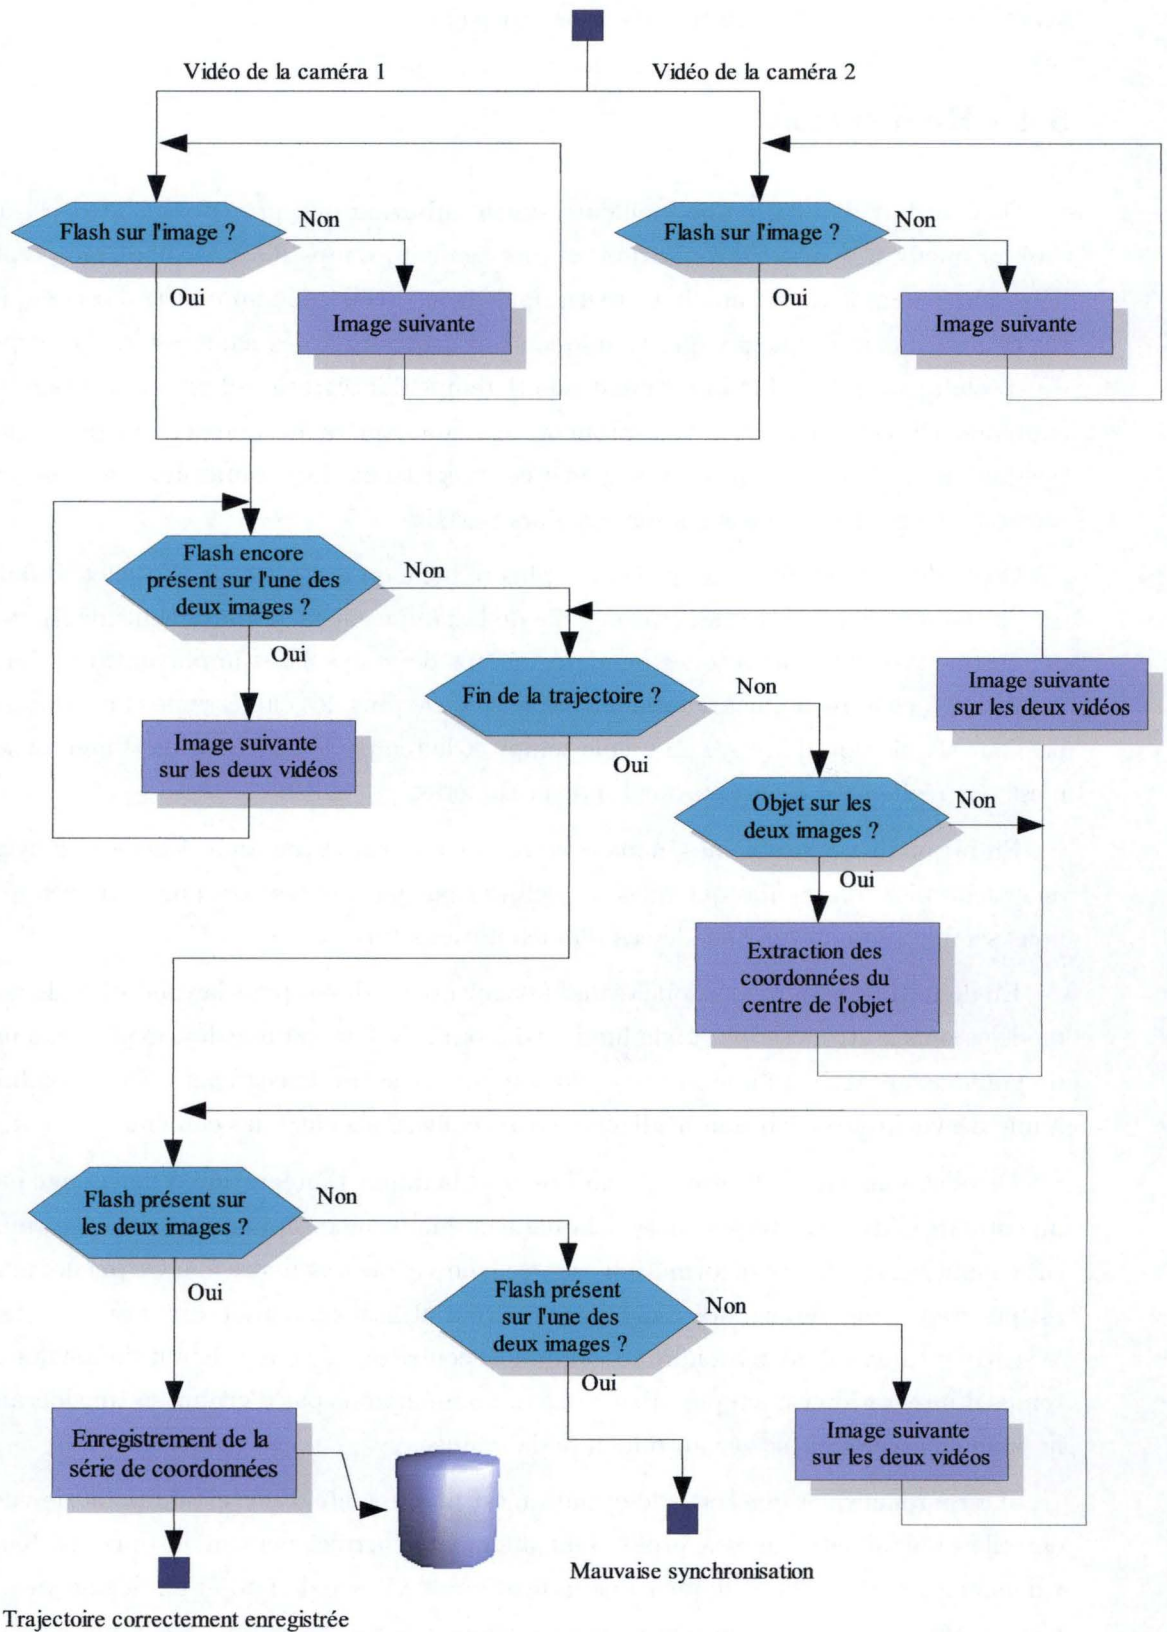 Vidéo de la caméra 1
Vidéo de la caméra 2
Flash sur l'image ?
Non
Oui
Image suivante
Flash sur l'image ?
Non
Oui
Image suivante
Flash encore
présent sur l'une des
deux images ?
Non
Oui
Image suivante
sur les deux vidéos
Fin de la trajectoire ?
Non
Oui
Image suivante
sur les deux vidéos
Objet sur les
deux images ?
Non
Oui
Extraction des
coordonnées du
centre de l'objet
Flash présent sur
les deux images ?
Non
Oui
Flash présent
sur l'une des
deux images ?
Non
Oui
Image suivante
sur les deux vidéos
Enregistrement de la
série de coordonnées
Mauvaise synchronisation
Trajectoire correctement enregistrée